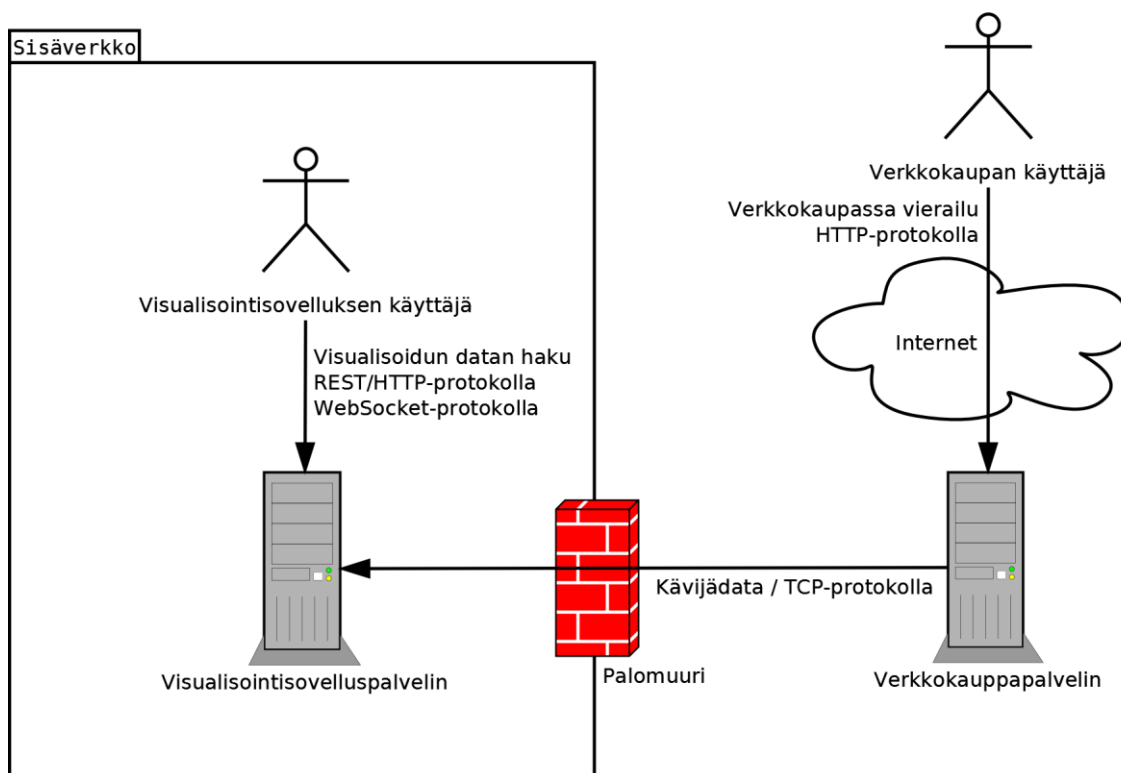 Sisäverkko
Visualisointisovelluksen käyttäjä
Visualisoidun datan haku
REST/HTTP-protokolla
WebSocket-protokolla
Visualisointisovelluspalvelin
Palomuuri
Kävijädata / TCP-protokolla
Verkkokaupan käyttäjä
Verkkokaupassa vierailu
HTTP-protokolla
Internet
Verkkokauppapalvelin